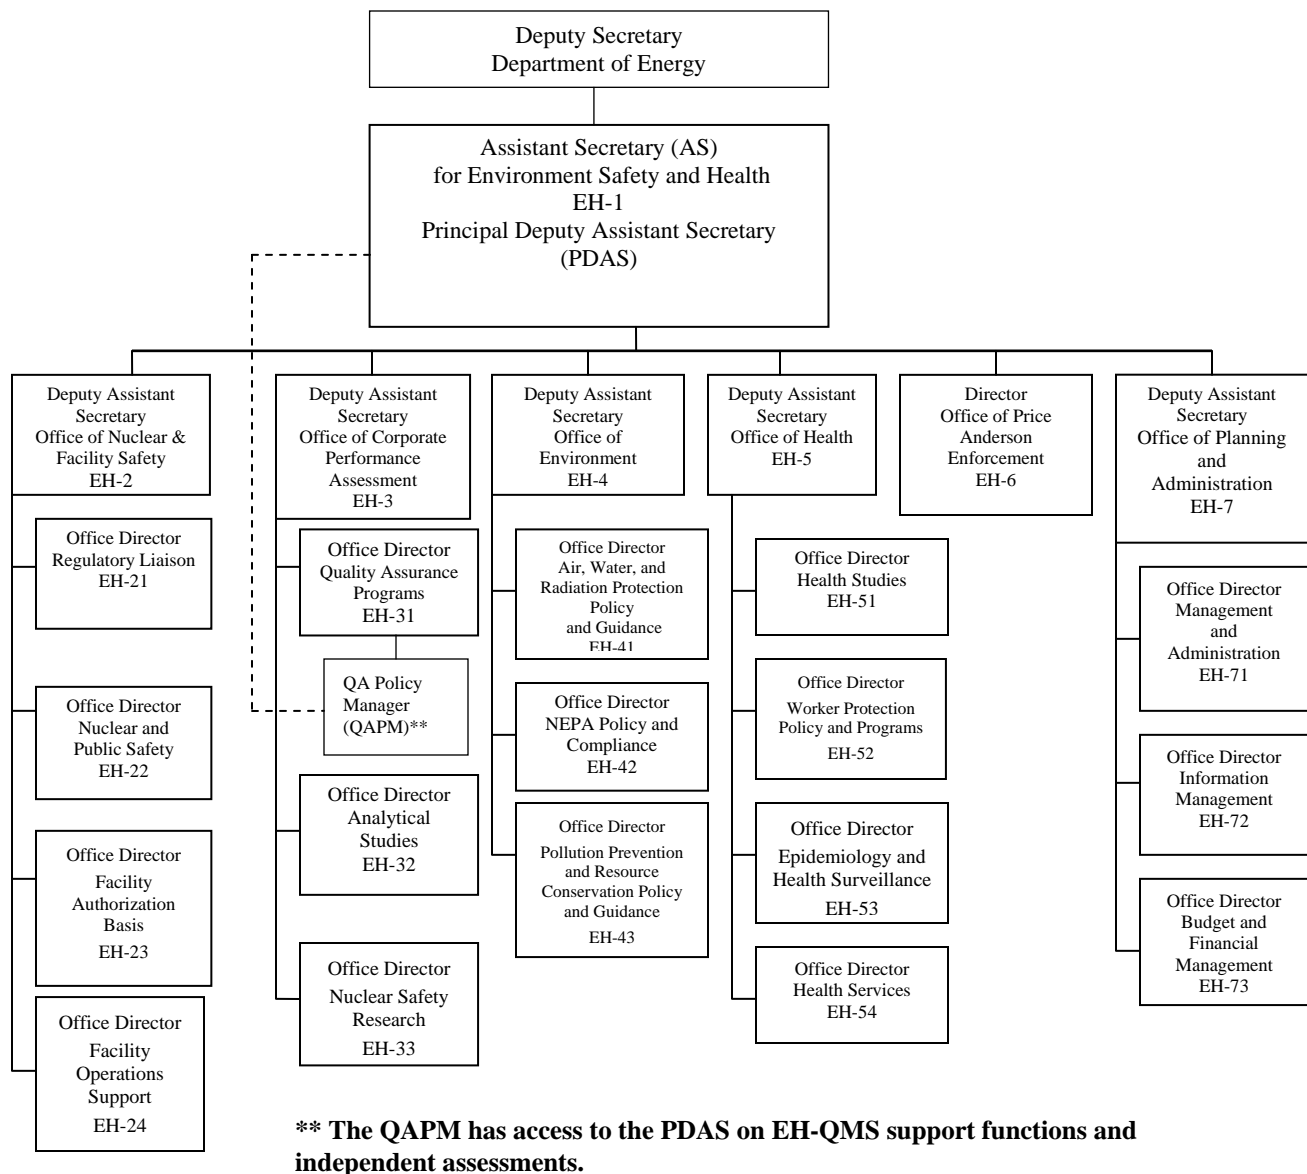 Deputy Secretary
Department of Energy
Assistant Secretary (AS)
for Environment Safety and Health
EH-1
Principal Deputy Assistant Secretary
(PDAS)
Deputy Assistant
Secretary
Office of Nuclear &
Facility Safety
EH-2
Deputy Assistant
Secretary
Office of Corporate
Performance
Assessment
EH-3
Deputy Assistant
Secretary
Office of
Environment
EH-4
Deputy Assistant
Secretary
Office of Health
EH-5
Director
Office of Price
Anderson
Enforcement
EH-6
Deputy Assistant
Secretary
Office of Planning
and
Administration
EH-7
Office Director
Regulatory Liaison
EH-21
Office Director
Nuclear and
Public Safety
EH-22
Office Director
Facility
Authorization
Basis
EH-23
Office Director
Facility
Operations
Support
EH-24
Office Director
Quality Assurance
Programs
EH-31
QA Policy
Manager
(QAPM)**
Office Director
Analytical
Studies
EH-32
Office Director
Nuclear Safety
Research
EH-33
Office Director
Air, Water, and
Radiation Protection
Policy
and Guidance
EH-41
Office Director
NEPA Policy and
Compliance
EH-42
Office Director
Pollution Prevention
and Resource
Conservation Policy
and Guidance
EH-43
Office Director
Health Studies
EH-51
Office Director
Worker Protection
Policy and Programs
EH-52
Office Director
Epidemiology and
Health Surveillance
EH-53
Office Director
Health Services
EH-54
Office Director
Management
and
Administration
EH-71
Office Director
Information
Management
EH-72
Office Director
Budget and
Financial
Management
EH-73
** The QAPM has access to the PDAS on EH-QMS support functions and
independent assessments.